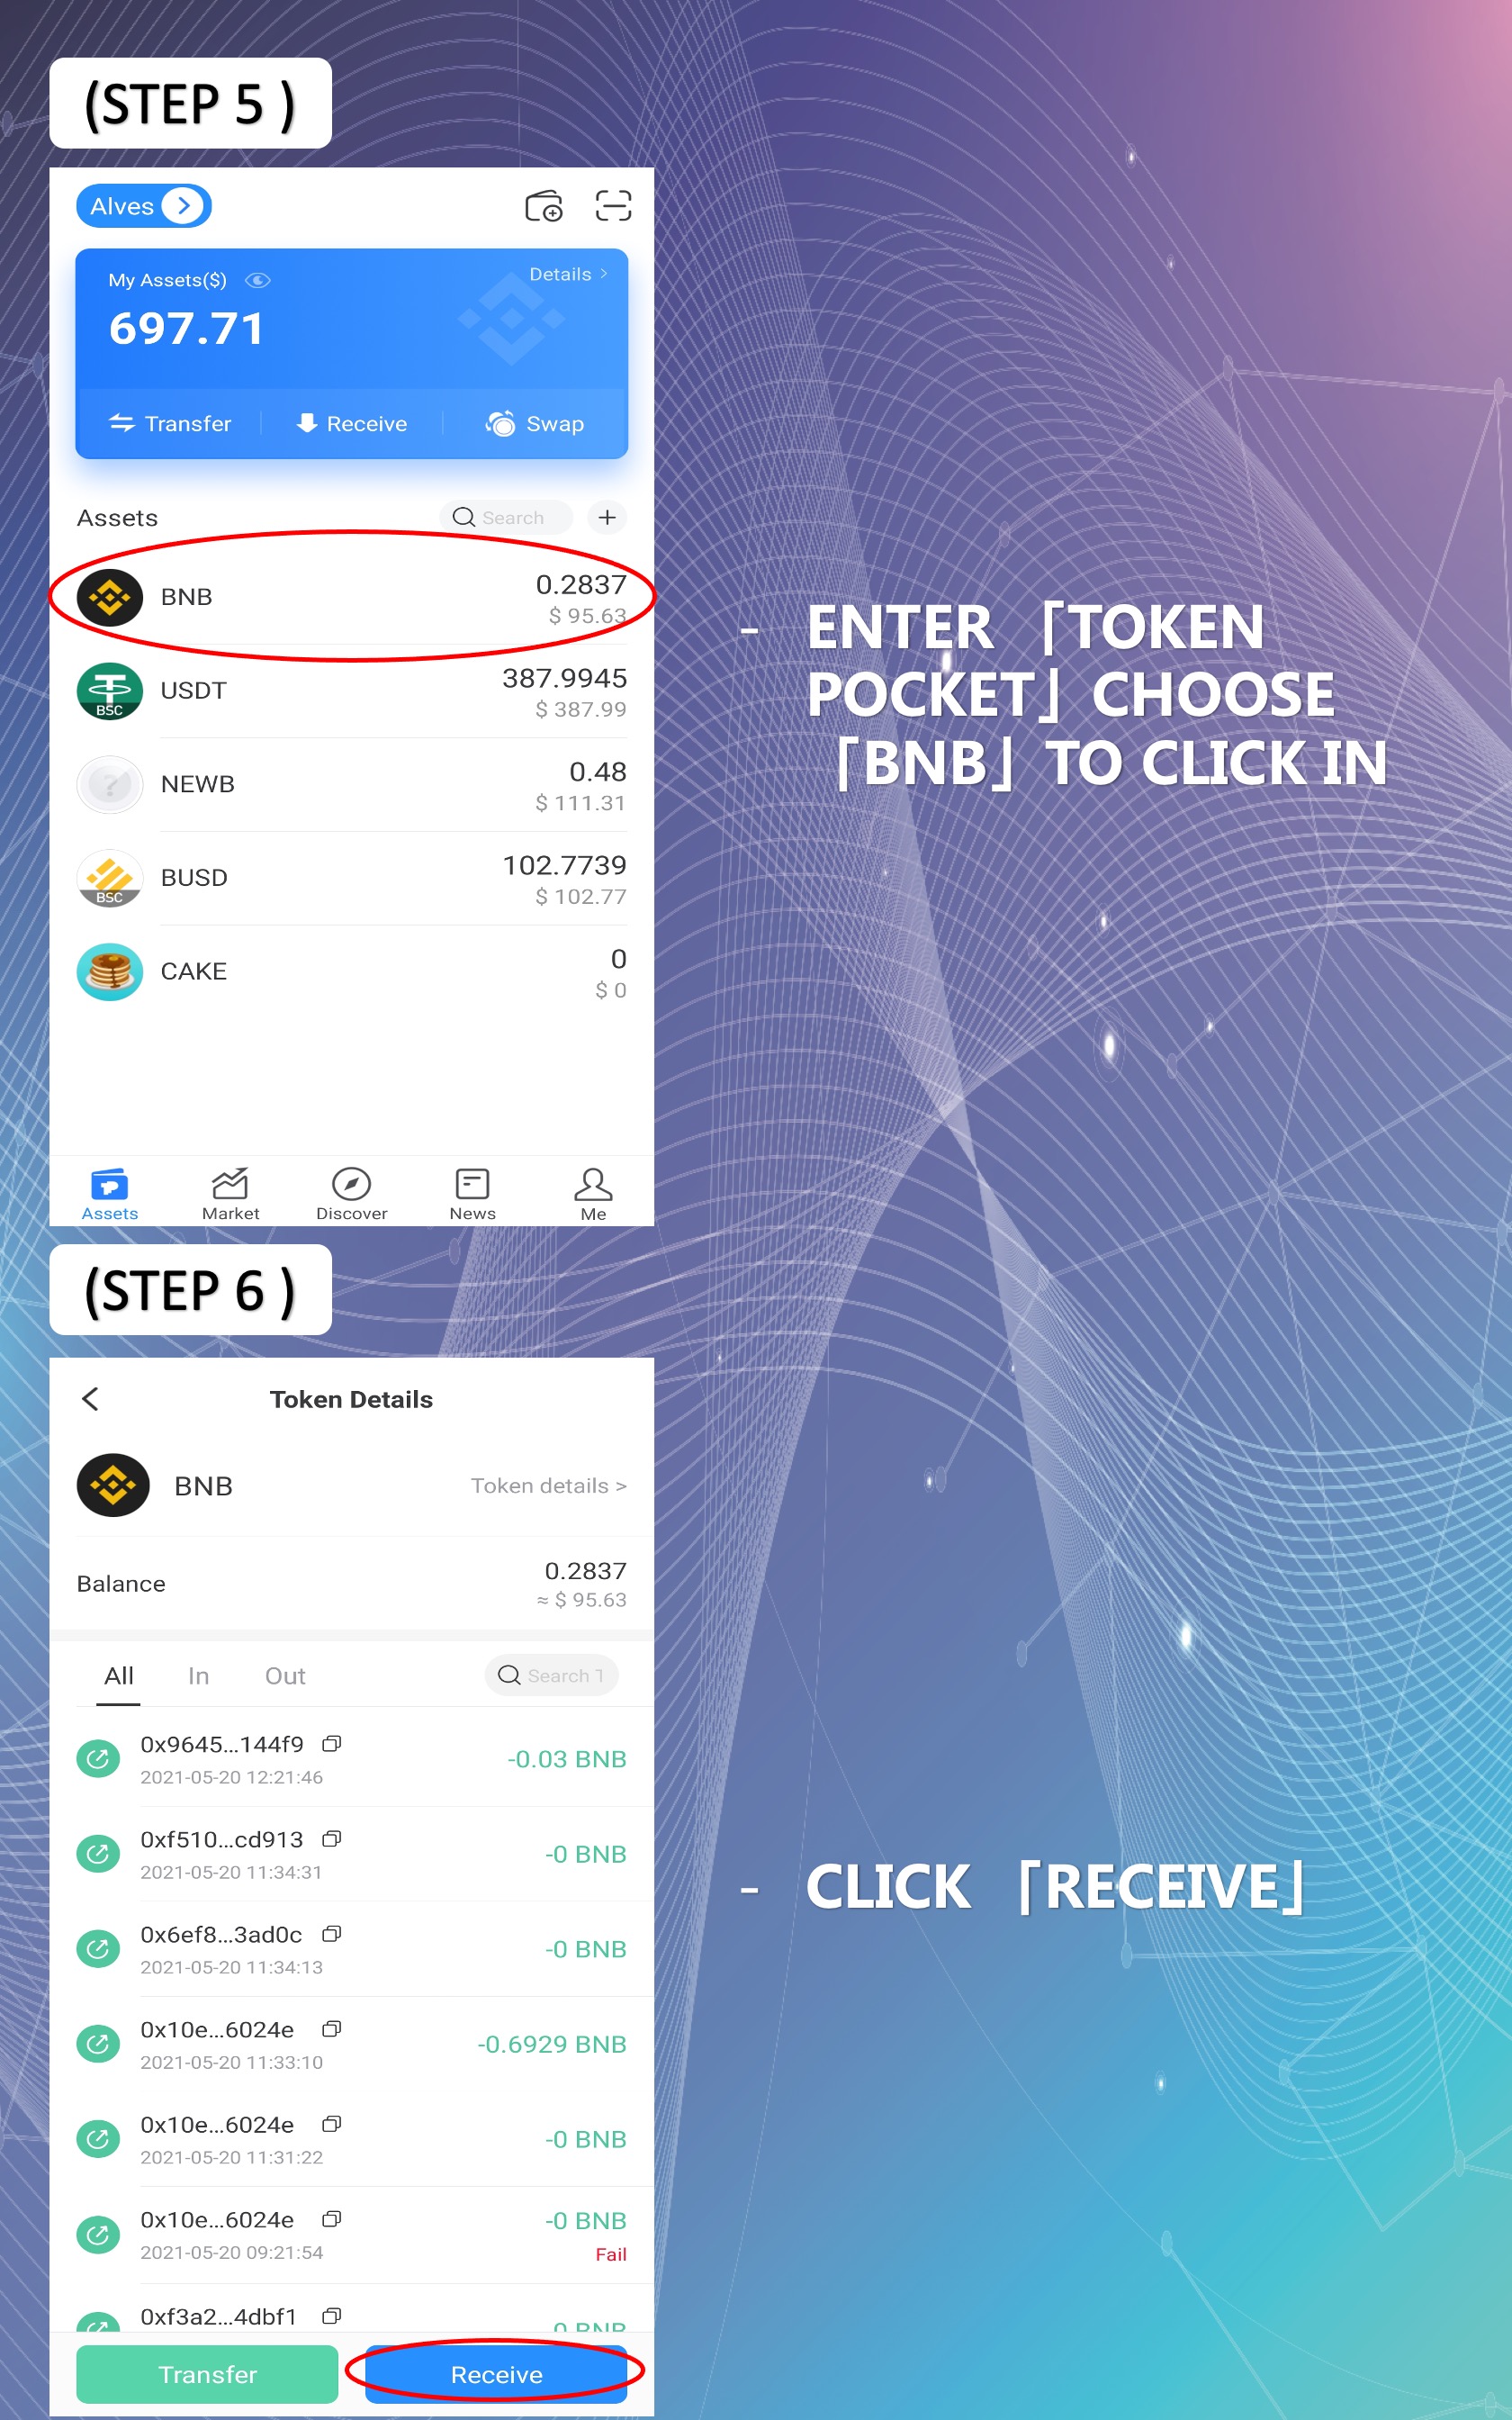 (STEP 5 )
Alves
My Assets($)
Details >
697.71
Transfer
Receive
Swap
Assets
Search
BNB
0.2837
$ 95.63
USDT
BSC
387.9945
$ 387.99
NEWB
0.48
$ 111.31
BUSD
BSC
102.7739
$ 102.77
CAKE
0
$ 0
Assets
Market
Discover
News
Me
- ENTER 「TOKEN
POCKET」CHOOSE
「BNB」TO CLICK IN
(STEP 6 )
Token Details
BNB
Token details >
Balance
0.2837
≈ $ 95.63
All
In
Out
Search
0x9645...144f9
-0.03 BNB
2021-05-20 12:21:46
0xf510...cd913
-0 BNB
2021-05-20 11:34:31
0x6ef8...3ad0c
-0 BNB
2021-05-20 11:34:13
0x10e...6024e
-0.6929 BNB
2021-05-20 11:33:10
0x10e...6024e
-0 BNB
2021-05-20 11:31:22
0x10e...6024e
-0 BNB
2021-05-20 09:21:54
Fail
0xf3a2...4dbf1
Transfer
Receive
- CLICK 「RECEIVE」